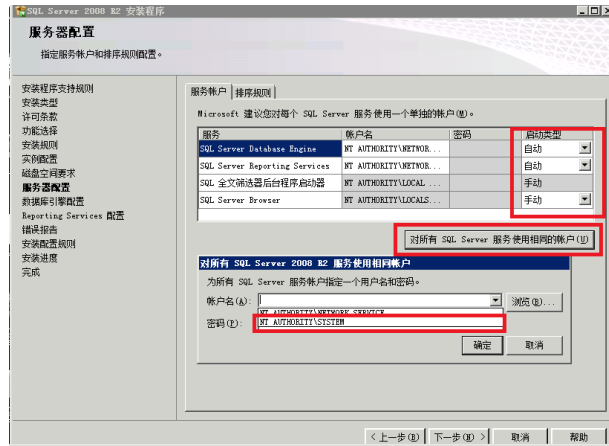 SQL Server 2008 R2 安装程序
服务器配置
指定服务帐户和排序规则配置。
安装程序支持规则
安装类型
许可条款
功能选择
安装规则
实例配置
磁盘空间要求
服务器配置
数据库引擎配置
Reporting Services 配置
错误报告
安装配置规则
安装进度
完成
服务帐户 排序规则
Microsoft 建议您对每个 SQL Server 服务使用一个单独的帐户(M)。
服务 帐户名 密码 启动类型
SQL Server Database Engine NT AUTHORITY\NETWOR... 自动
SQL Server Reporting Services NT AUTHORITY\NETWOR... 自动
SQL 全文筛选器后台程序启动器 NT AUTHORITY\LOCAL ... 手动
SQL Server Browser NT AUTHORITY\LOCALS... 手动
对所有 SQL Server 服务使用相同的帐户(U)
对所有 SQL Server 2008 R2 服务使用相同帐户
为所有 SQL Server 服务帐户指定一个用户名和密码。
帐户名(A): 浏览(B)...
NT AUTHORITY\NETWORK SERVICE
密码(P): NT AUTHORITY\SYSTEM
确定 取消
< 上一步(B) 下一步(N) > 取消 帮助